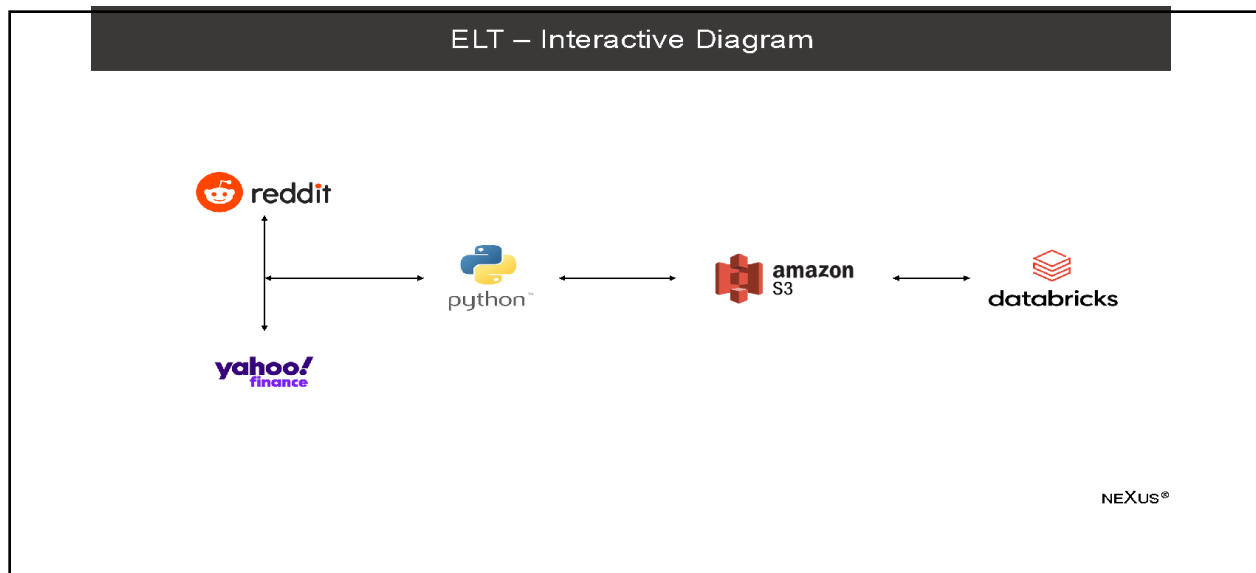 ELT – Interactive Diagram
reddit
python™
amazon
S3
databricks
yahoo!
finance
NEXUS®